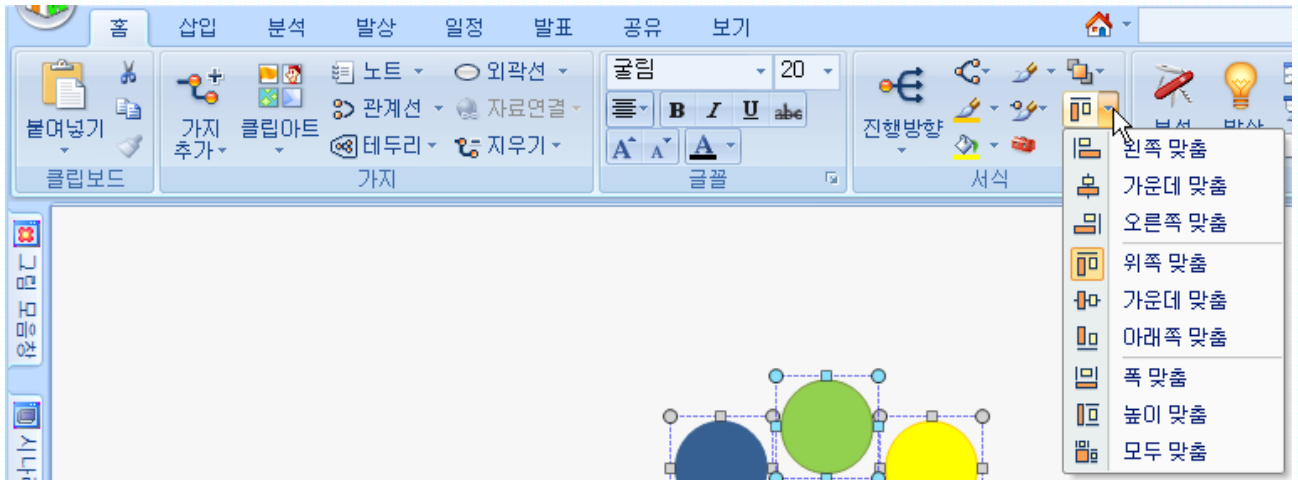 홈 삽입 분석 발상 일정 발표 공유 보기
붙여넣기
클립보드
가지
추가
클립아트
노트 외곽선
관계선 자료연결
테두리 지우기
가지
굴림 20
B I U abc
A A A
글꼴
진행방향
서식
왼쪽 맞춤
가운데 맞춤
오른쪽 맞춤
위쪽 맞춤
가운데 맞춤
아래쪽 맞춤
폭 맞춤
높이 맞춤
모두 맞춤
그림 모음창